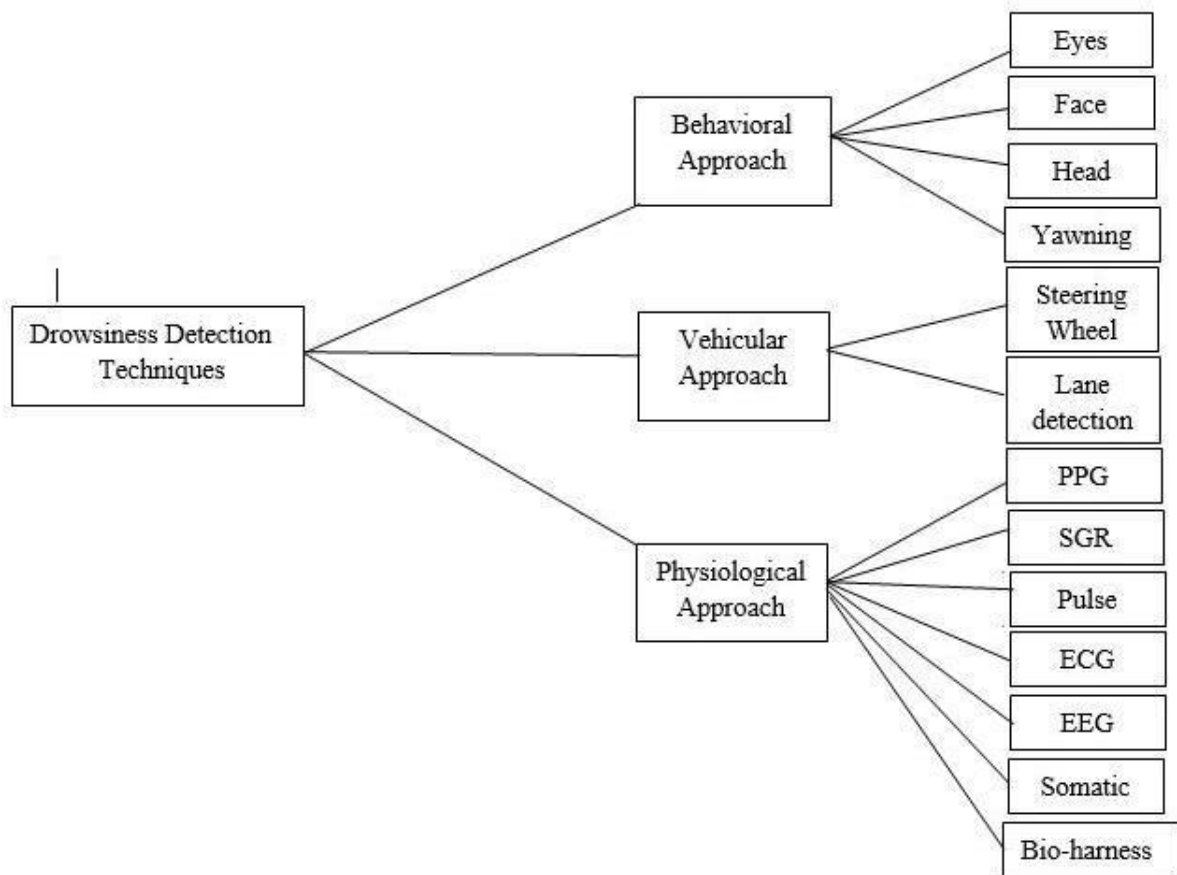 Drowsiness Detection
Techniques
Behavioral
Approach
Eyes
Face
Head
Yawning
Vehicular
Approach
Steering
Wheel
Lane
detection
Physiological
Approach
PPG
SGR
Pulse
ECG
EEG
Somatic
Bio-harness